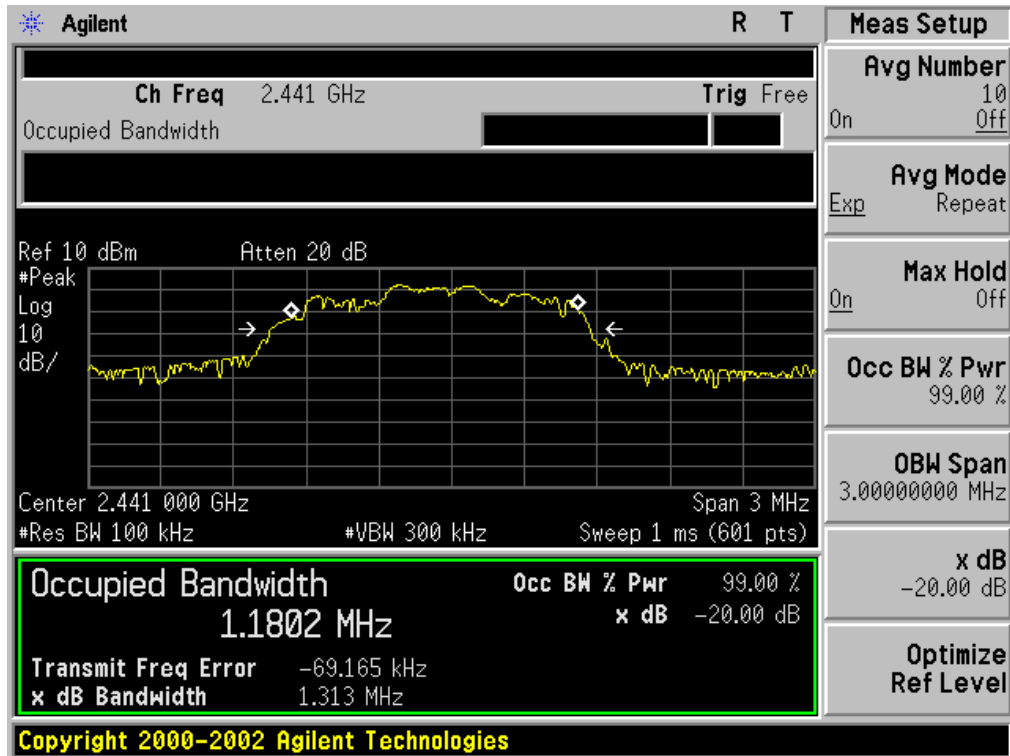 Agilent R T Meas Setup
Ch Freq 2.441 GHz Trig Free
Occupied Bandwidth
Ref 10 dBm Atten 20 dB
#Peak
Log
10
dB/
Center 2.441 000 GHz Span 3 MHz
#Res BW 100 kHz #VBW 300 kHz Sweep 1 ms (601 pts)
Occupied Bandwidth Occ BW % Pwr 99.00 %
1.1802 MHz x dB -20.00 dB
Transmit Freq Error -69.165 kHz
x dB Bandwidth 1.313 MHz
Avg Number
10
On Off
Avg Mode
Exp Repeat
Max Hold
On Off
Occ BW % Pwr
99.00 %
OBW Span
3.00000000 MHz
x dB
-20.00 dB
Optimize
Ref Level
Copyright 2000-2002 Agilent Technologies